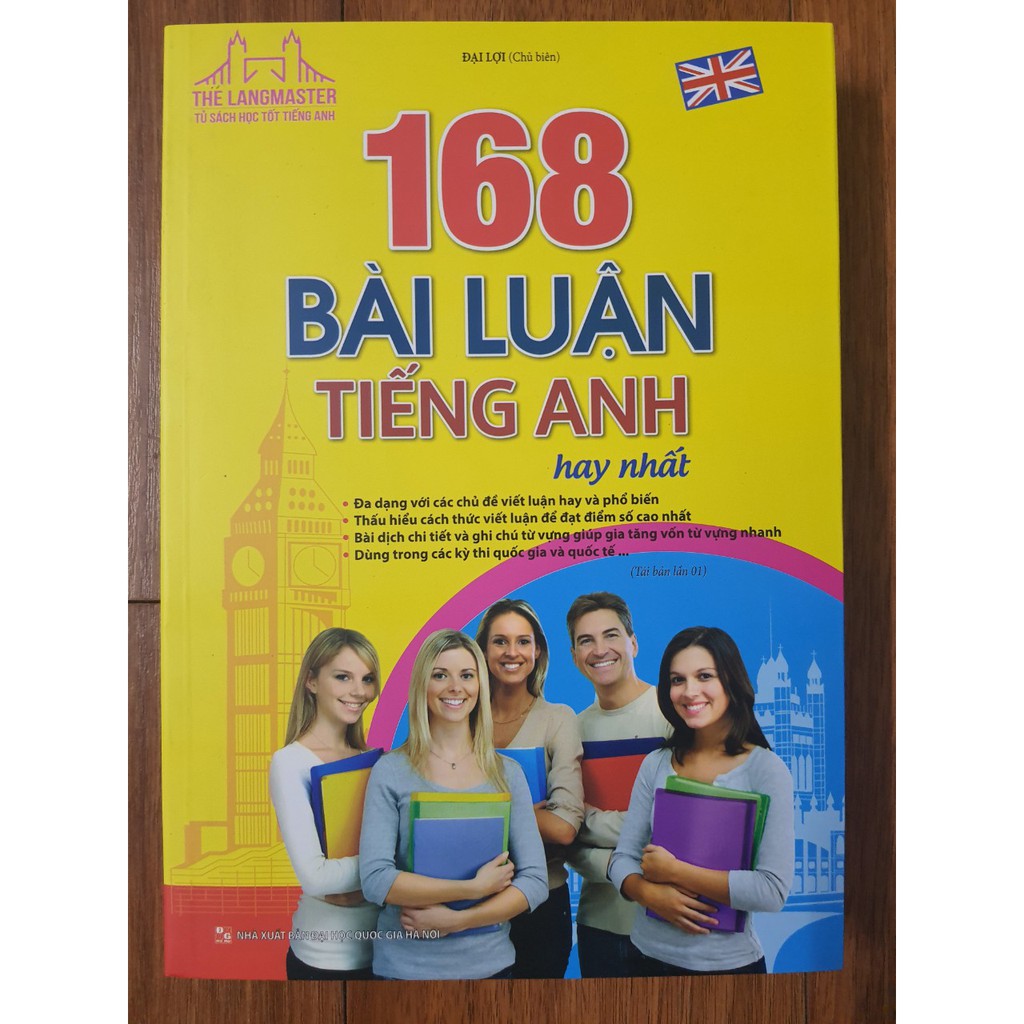 THE LANGMASTER
TỦ SÁCH HỌC TỐT TIẾNG ANH
ĐẠI LỢI (Chủ biên)
168
BÀI LUẬN
TIẾNG ANH
hay nhất
• Đa dạng với các chủ đề viết luận hay và phổ biến
• Thấu hiểu cách thức viết luận để đạt điểm số cao nhất
• Bài dịch chi tiết và ghi chú từ vựng giúp gia tăng vốn từ vựng nhanh
• Dùng trong các kỳ thi quốc gia và quốc tế ...
(Tái bản lần 01)
NHÀ XUẤT BẢN ĐẠI HỌC QUỐC GIA HÀ NỘI